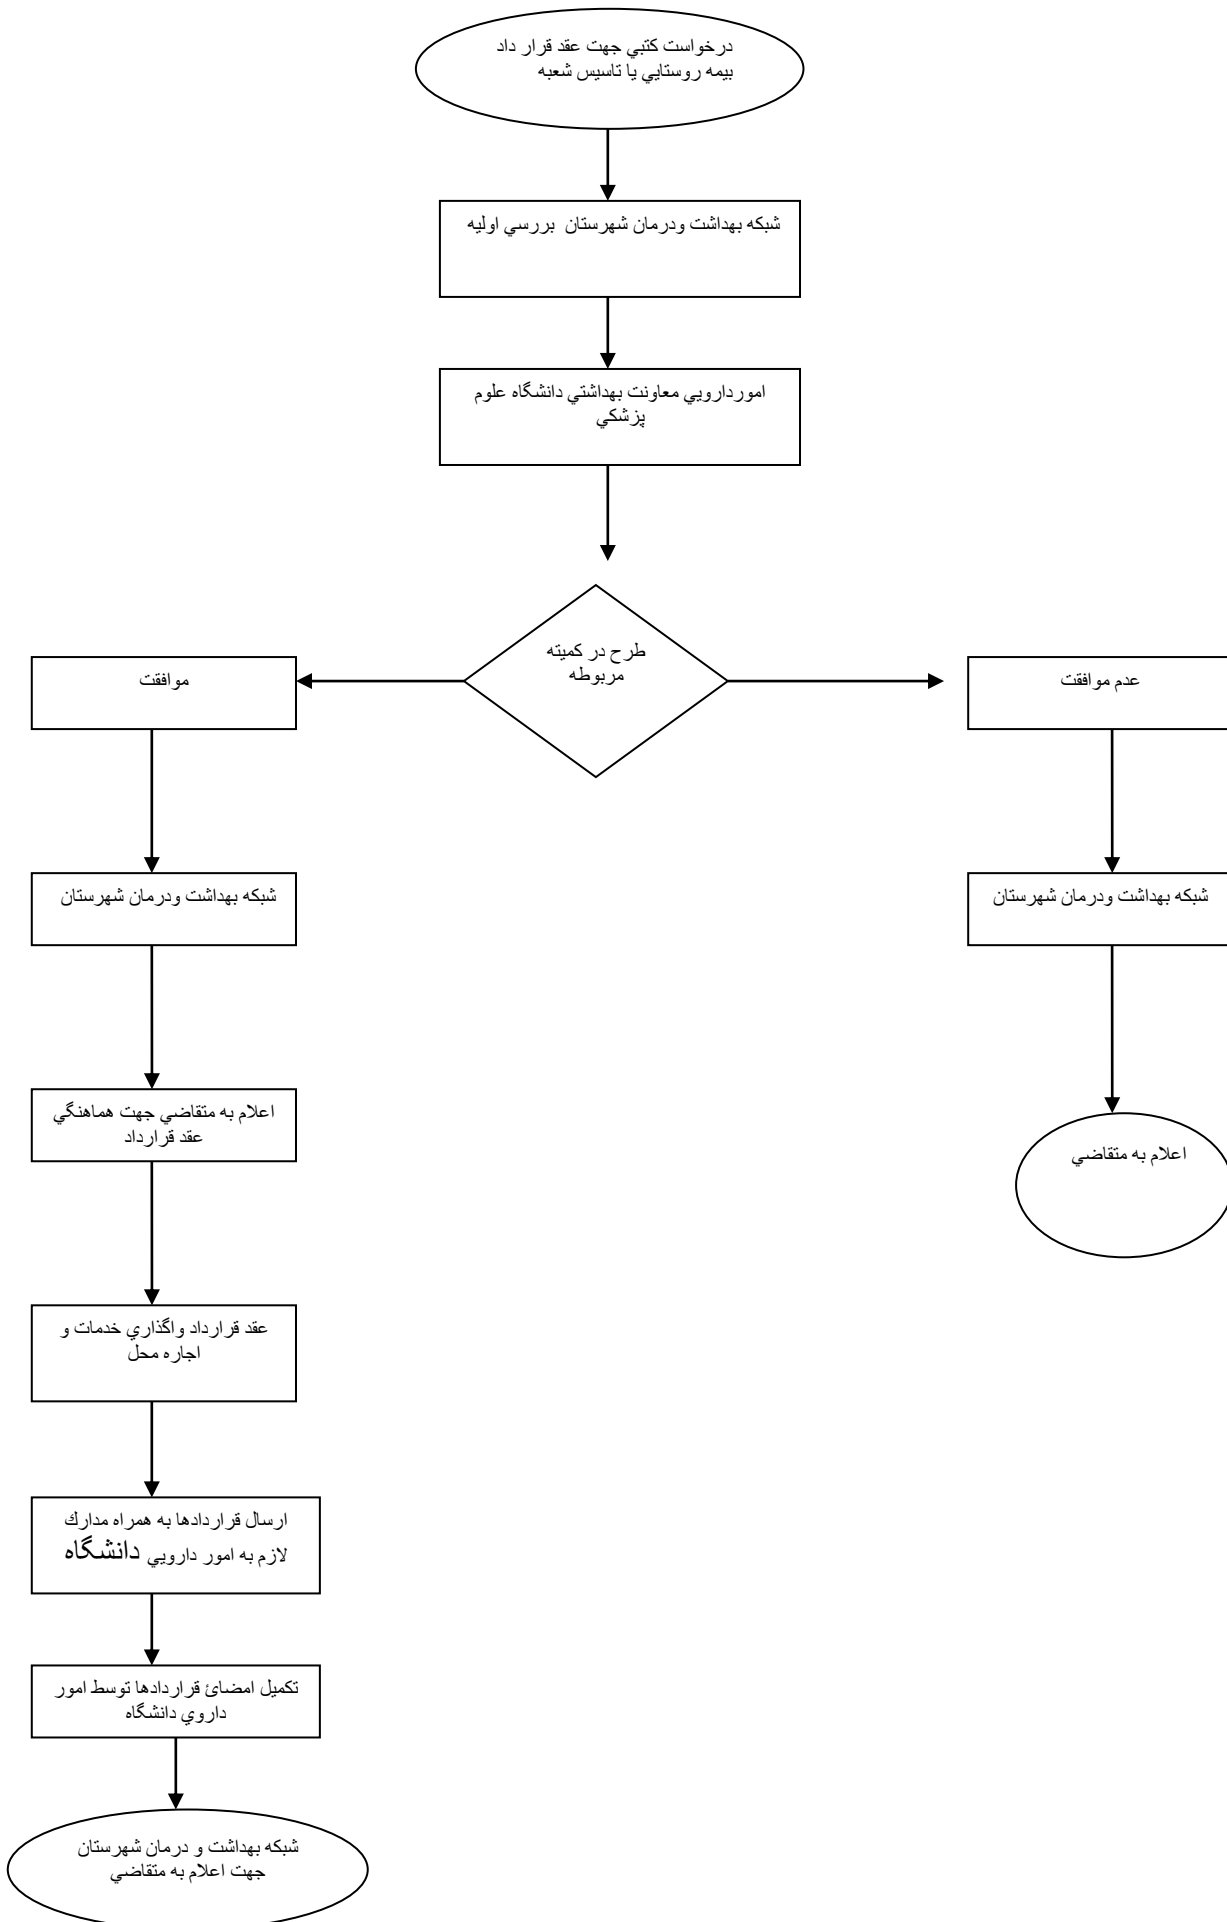 درخواست كتبي جهت عقد قرار داد
بيمه روستايي يا تاسيس شعبه
شبكه بهداشت ودرمان شهرستان بررسي اوليه
اموردارويي معاونت بهداشتي دانشگاه علوم
پزشكي
طرح در كميته
مربوطه
موافقت
عدم موافقت
شبكه بهداشت ودرمان شهرستان
شبكه بهداشت ودرمان شهرستان
اعلام به متقاضي جهت هماهنگي
عقد قرارداد
اعلام به متقاضي
عقد قرارداد واگذاري خدمات و
اجاره محل
ارسال قراردادها به همراه مدارك
لازم به امور دارويي دانشگاه
تكميل امضائ قراردادها توسط امور
داروي دانشگاه
شبكه بهداشت و درمان شهرستان
جهت اعلام به متقاضي